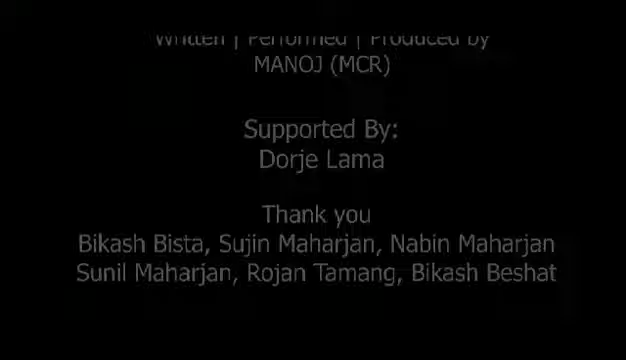 Written | Performed | Produced by
MANOJ (MCR)
Supported By:
Dorje Lama
Thank you
Bikash Bista, Sujin Maharjan, Nabin Maharjan
Sunil Maharjan, Rojan Tamang, Bikash Beshat